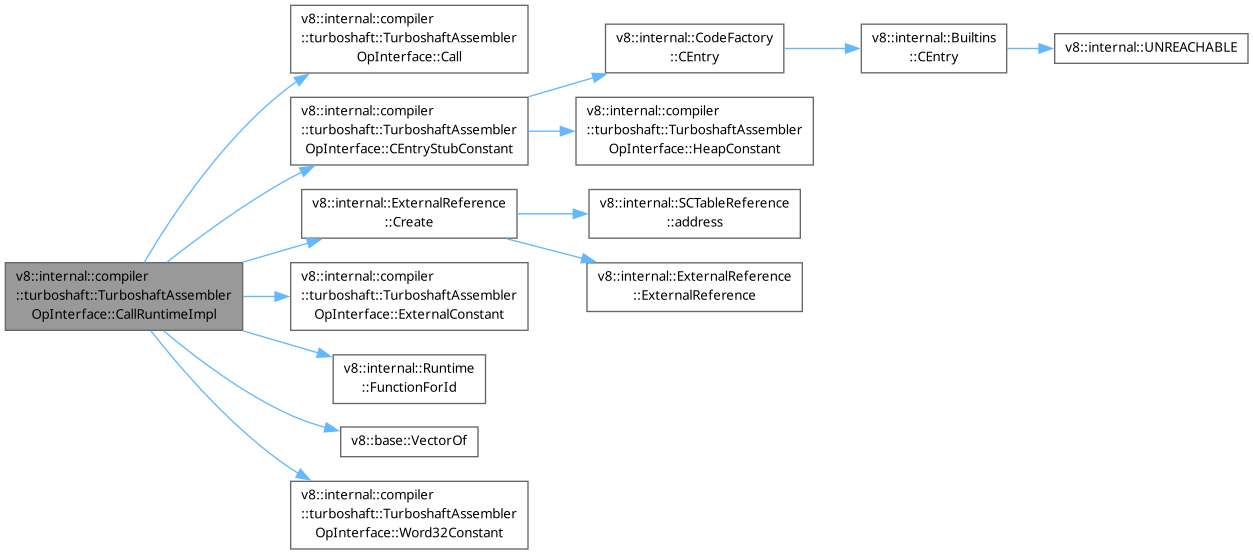 v8::internal::compiler
::turboshaft::TurboshaftAssembler
OpInterface::Call
v8::internal::CodeFactory
::CEntry
v8::internal::Builtins
::CEntry
v8::internal::UNREACHABLE
v8::internal::compiler
::turboshaft::TurboshaftAssembler
OpInterface::CEntryStubConstant
v8::internal::compiler
::turboshaft::TurboshaftAssembler
OpInterface::HeapConstant
v8::internal::ExternalReference
::Create
v8::internal::SCTableReference
::address
v8::internal::compiler
::turboshaft::TurboshaftAssembler
OpInterface::CallRuntimeImpl
v8::internal::compiler
::turboshaft::TurboshaftAssembler
OpInterface::ExternalConstant
v8::internal::ExternalReference
::ExternalReference
v8::internal::Runtime
::FunctionForId
v8::base::VectorOf
v8::internal::compiler
::turboshaft::TurboshaftAssembler
OpInterface::Word32Constant